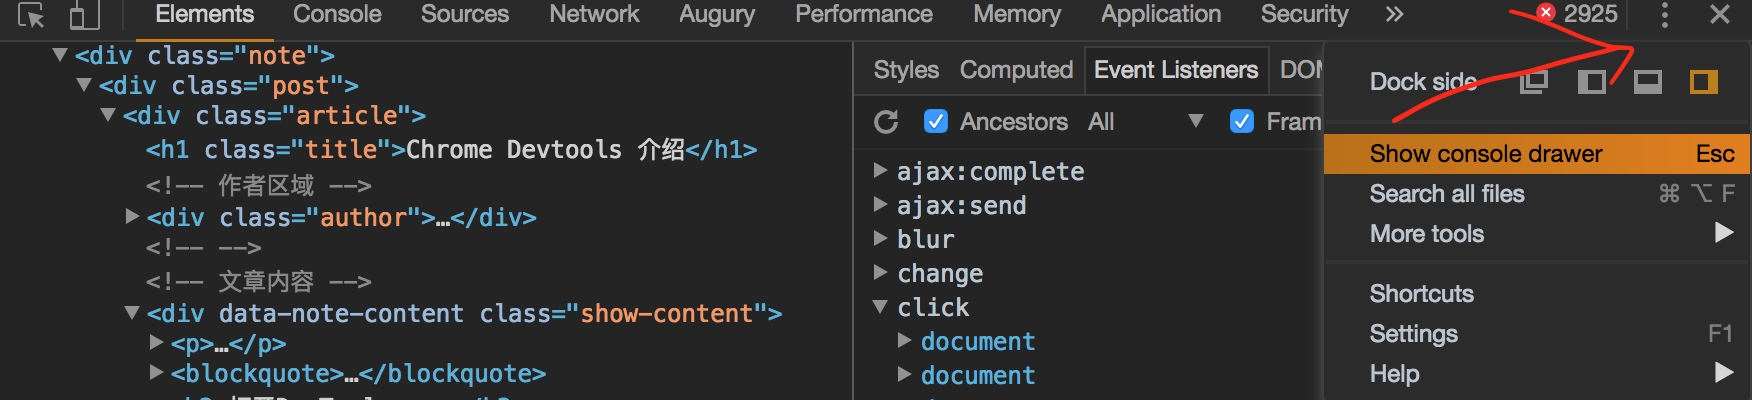 Elements Console Sources Network Augury Performance Memory Application Security » 2925
<div class="note">
<div class="post">
<div class="article">
<h1 class="title">Chrome Devtools 介绍</h1>
<!-- 作者区域 -->
<div class="author">…</div>
<!-- -->
<!-- 文章内容 -->
<div data-note-content class="show-content">
<p>…</p>
<blockquote>…</blockquote>
Styles Computed Event Listeners
Ancestors All
ajax:complete
ajax:send
blur
change
click
document
document
Dock side
Show console drawer Esc
Search all files ⌘ ⌥ F
More tools
Shortcuts
Settings F1
Help